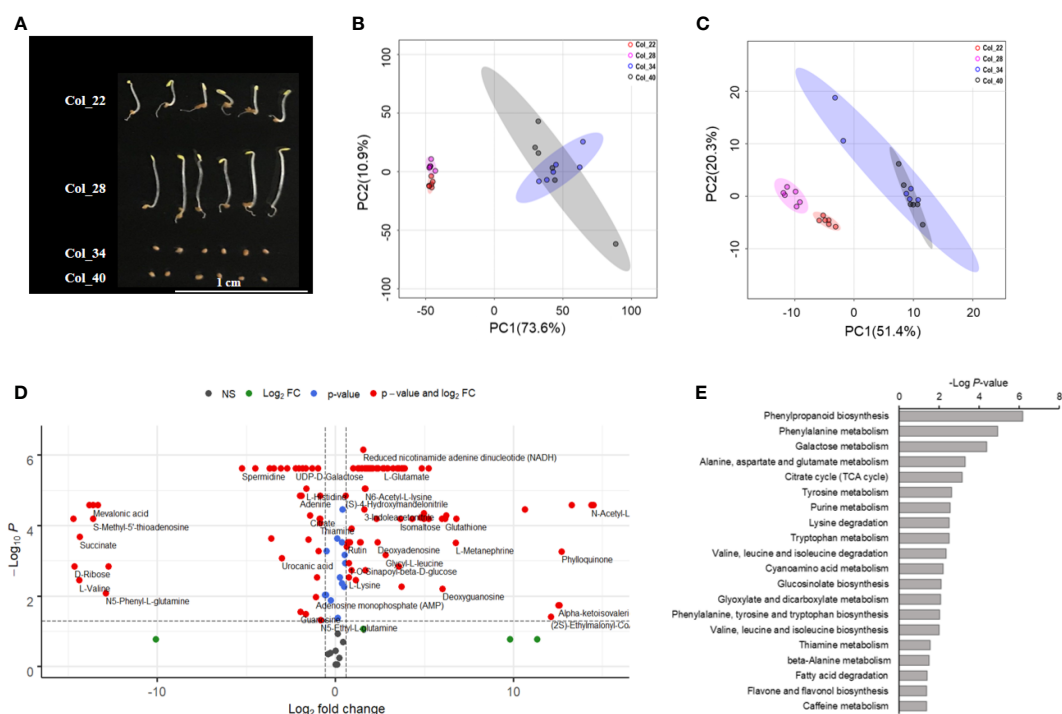 A
Col_22
Col_28
Col_34
Col_40
1 cm
B
Col_22
Col_28
Col_34
Col_40
100
50
0
-50
-100
PC2(10.9%)
-50
0
50
100
PC1(73.6%)
C
Col_22
Col_28
Col_34
Col_40
20
10
0
-10
PC2(20.3%)
-10
0
10
20
PC1(51.4%)
D
NS
Log2 FC
p-value
p – value and log2 FC
Reduced nicotinamide adenine dinucleotide (NADH)
Spermidine
UDP-D-Galactose
L-Glutamate
L-Histidine
N6-Acetyl-L-lysine
Adenine
(S)-4-Hydroxymandelonitrile
Mevalonic acid
N-Acetyl-L
S-Methyl-5'-thioadenosine
Citrate
Isomaltose
Glutathione
Thiamine
Succinate
Rutin
Deoxyadenosine
L-Metanephrine
Phylloquinone
Urocanic acid
Glycyl-L-leucine
D-Ribose
O-Sinapoyl-beta-D-glucose
L-Valine
L-Lysine
Deoxyguanosine
N5-Phenyl-L-glutamine
Adenosine monophosphate (AMP)
Alpha-ketoisovaleri
Guanosine
N5-Ethyl-L-glutamine
(2S)-Ethylmalonyl-Co
6
4
2
0
– Log10 P
-10
0
10
Log2 fold change
E
-Log P-value
0 2 4 6 8
Phenylpropanoid biosynthesis
Phenylalanine metabolism
Galactose metabolism
Alanine, aspartate and glutamate metabolism
Citrate cycle (TCA cycle)
Tyrosine metabolism
Purine metabolism
Lysine degradation
Tryptophan metabolism
Valine, leucine and isoleucine degradation
Cyanoamino acid metabolism
Glucosinolate biosynthesis
Glyoxylate and dicarboxylate metabolism
Phenylalanine, tyrosine and tryptophan biosynthesis
Valine, leucine and isoleucine biosynthesis
Thiamine metabolism
beta-Alanine metabolism
Fatty acid degradation
Flavone and flavonol biosynthesis
Caffeine metabolism